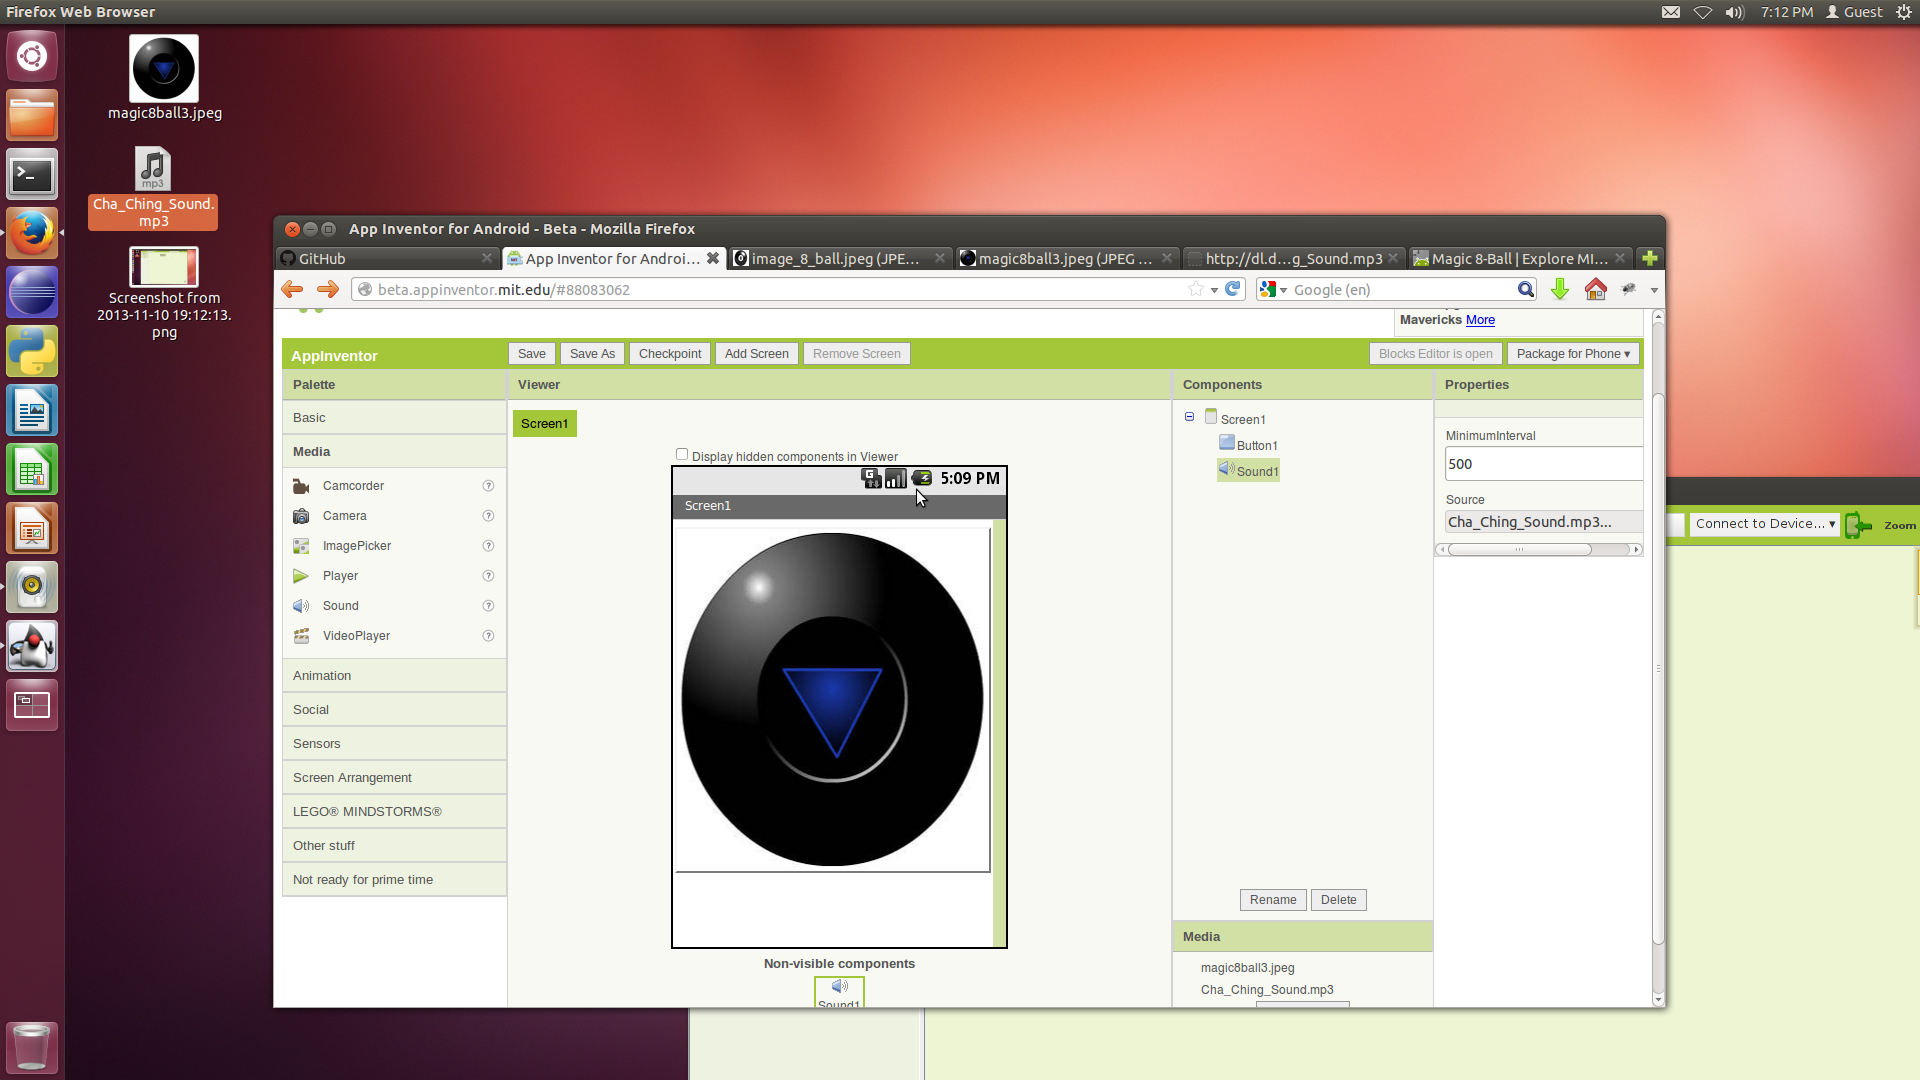 Firefox Web Browser
7:12 PM
Guest
magic8ball3.jpeg
mp3
Cha_Ching_Sound.
mp3
Screenshot from
2013-11-10 19:12:13.
png
App Inventor for Android - Beta - Mozilla Firefox
GitHub
App Inventor for Androi...
image_8_ball.jpeg (JPE...
magic8ball3.jpeg (JPEG ...
http://dl.d...g_Sound.mp3
Magic 8-Ball | Explore MI...
beta.appinventor.mit.edu/#88083062
Google (en)
Mavericks More
AppInventor
Save
Save As
Checkpoint
Add Screen
Remove Screen
Blocks Editor is open
Package for Phone ▾
Palette
Viewer
Components
Properties
Basic
Media
Camcorder
?
Camera
?
ImagePicker
?
Player
?
Sound
?
VideoPlayer
?
Animation
Social
Sensors
Screen Arrangement
LEGO® MINDSTORMS®
Other stuff
Not ready for prime time
Screen1
Display hidden components in Viewer
5:09 PM
Screen1
Non-visible components
Sound1
Screen1
Button1
Sound1
Rename
Delete
Media
magic8ball3.jpeg
Cha_Ching_Sound.mp3
MinimumInterval
500
Source
Cha_Ching_Sound.mp3...
Connect to Device... ▾
Zoom